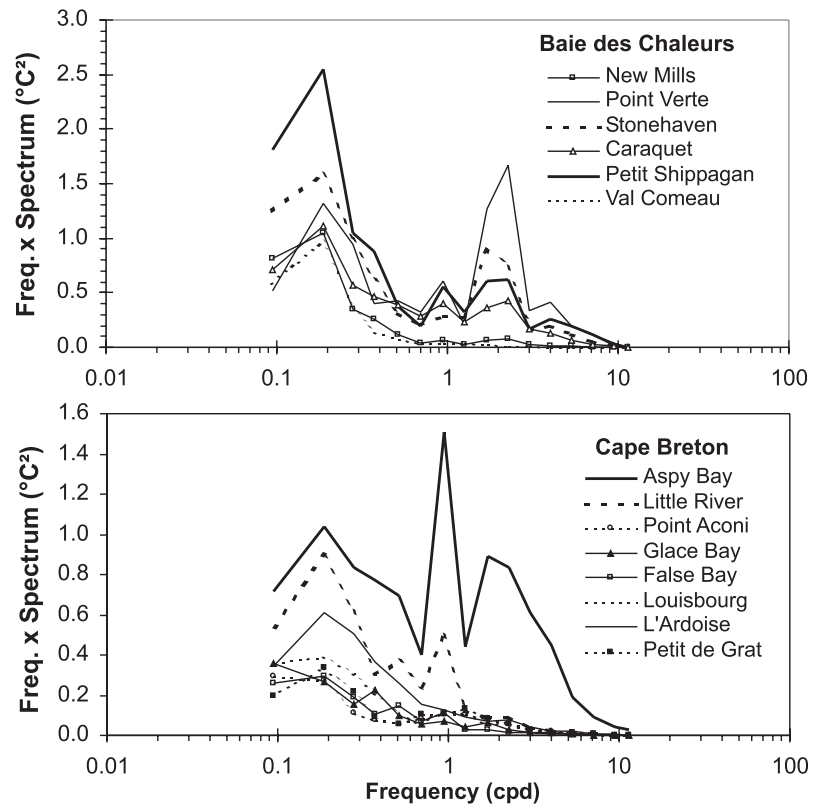 3.0
2.5
2.0
1.5
1.0
0.5
0.0
Freq. x Spectrum (°C²)
Baie des Chaleurs
New Mills
Point Verte
Stonehaven
Caraquet
Petit Shippagan
Val Comeau
0.01 0.1 1 10 100
1.6
1.4
1.2
1.0
0.8
0.6
0.4
0.2
0.0
Freq. x Spectrum (°C²)
Cape Breton
Aspy Bay
Little River
Point Aconi
Glace Bay
False Bay
Louisbourg
L'Ardoise
Petit de Grat
0.01 0.1 1 10 100
Frequency (cpd)